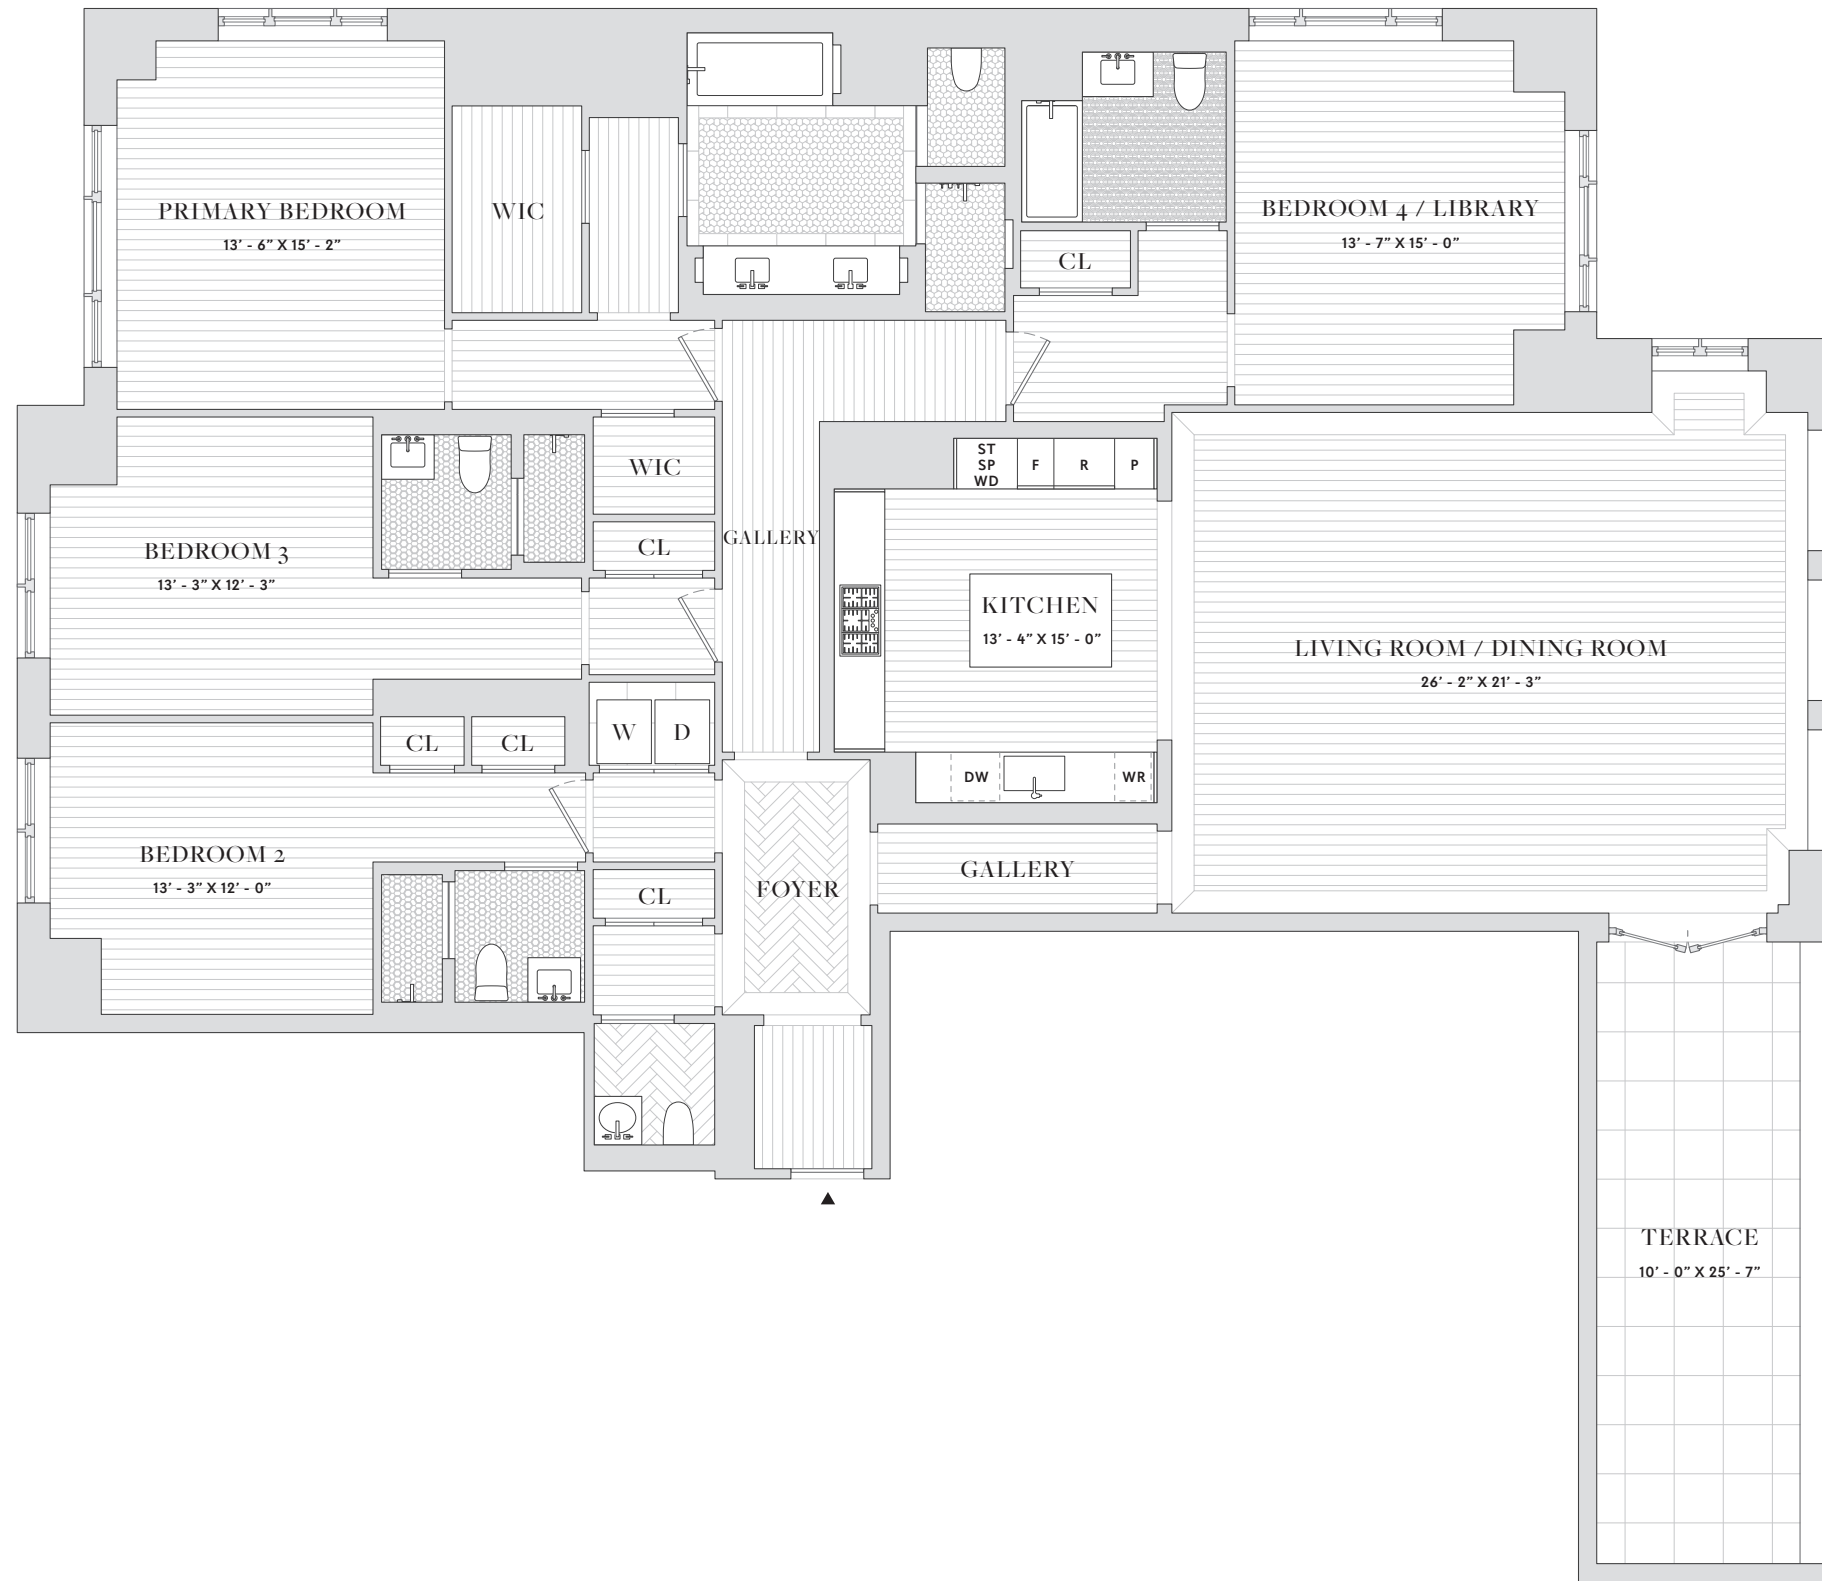 PRIMARY BEDROOM
13' - 6” X 15' - 2”
WIC
CL
BEDROOM 4 / LIBRARY
13' - 7” X 15' - 0”
WIC
CL
ST
SP
WD
F
R
P
BEDROOM 3
13' - 3” X 12' - 3”
GALLERY
KITCHEN
13' - 4” X 15' - 0”
LIVING ROOM / DINING ROOM
26' - 2” X 21' - 3”
CL
CL
W
D
DW
WR
BEDROOM 2
13' - 3” X 12' - 0”
CL
FOYER
GALLERY
TERRACE
10' - 0” X 25' - 7”